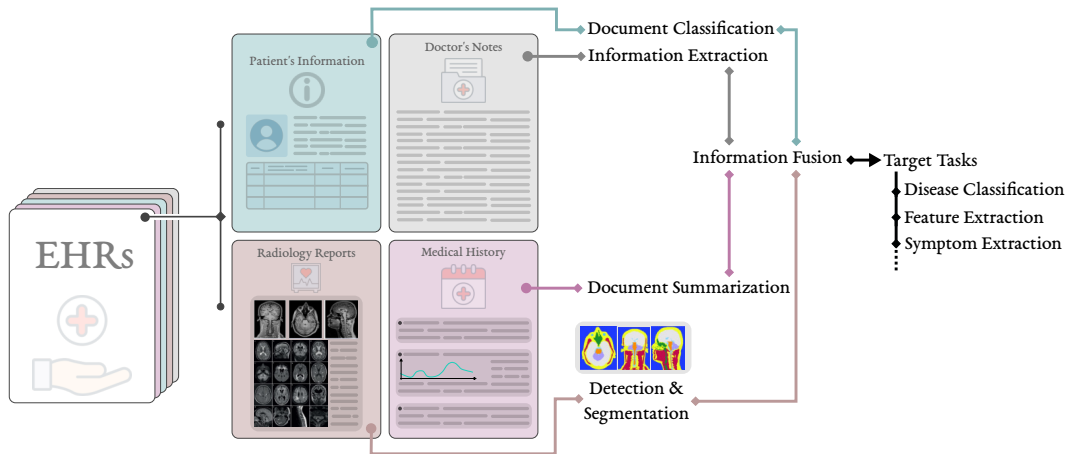 EHRs
Patient's Information
Doctor's Notes
Radiology Reports
Medical History
Document Classification
Information Extraction
Information Fusion
Document Summarization
Detection &
Segmentation
Target Tasks
Disease Classification
Feature Extraction
Symptom Extraction